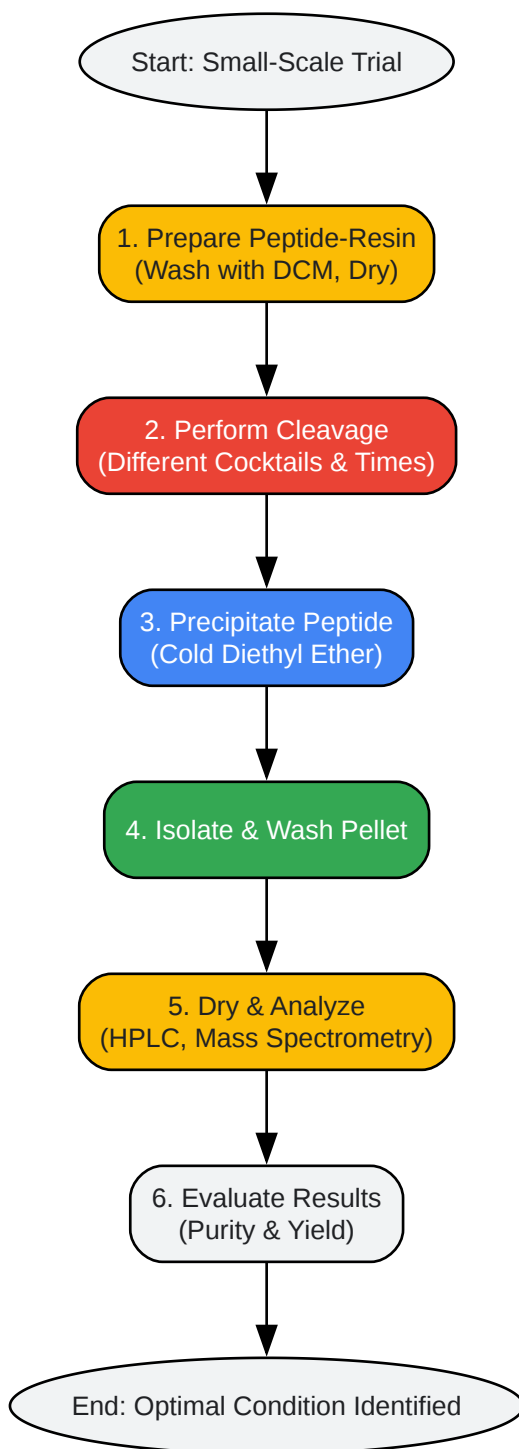 Start: Small-Scale Trial
1. Prepare Peptide-Resin
(Wash with DCM, Dry)
2. Perform Cleavage
(Different Cocktails & Times)
3. Precipitate Peptide
(Cold Diethyl Ether)
4. Isolate & Wash Pellet
5. Dry & Analyze
(HPLC, Mass Spectrometry)
6. Evaluate Results
(Purity & Yield)
End: Optimal Condition Identified